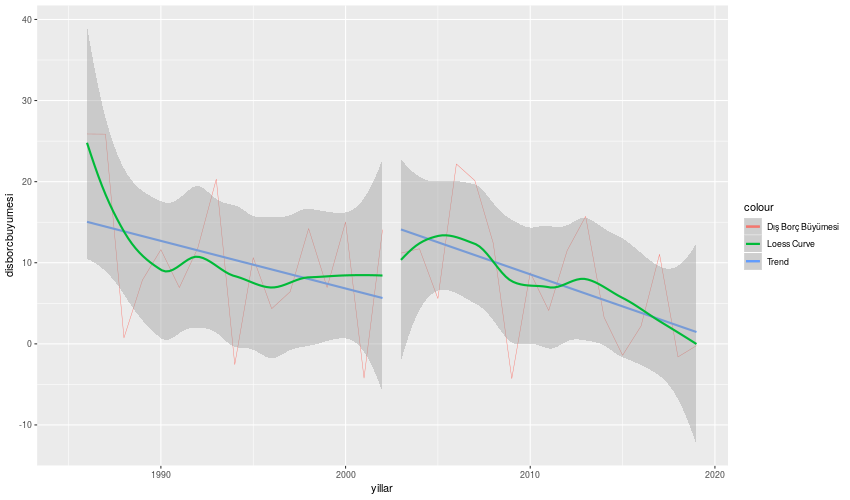 40
30
20
10
0
-10
disborcbuyumesi
1990
2000
2010
2020
yillar
colour
Dış Borç Büyümesi
Loess Curve
Trend